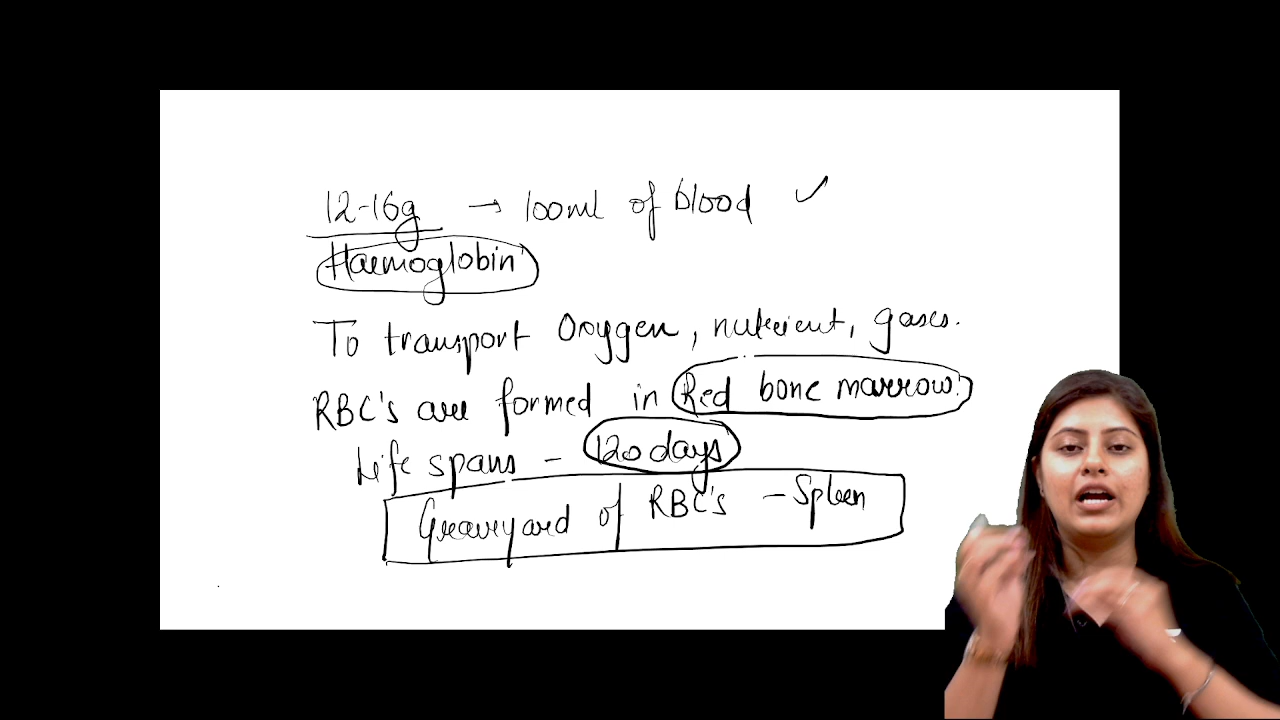 12-16g → 100ml of blood ✓
Haemoglobin
To transport Oxygen, nutrient, gases.
RBC's are formed in Red bone marrow.
Life spans - 120 days
Graveyard of RBC's - Spleen